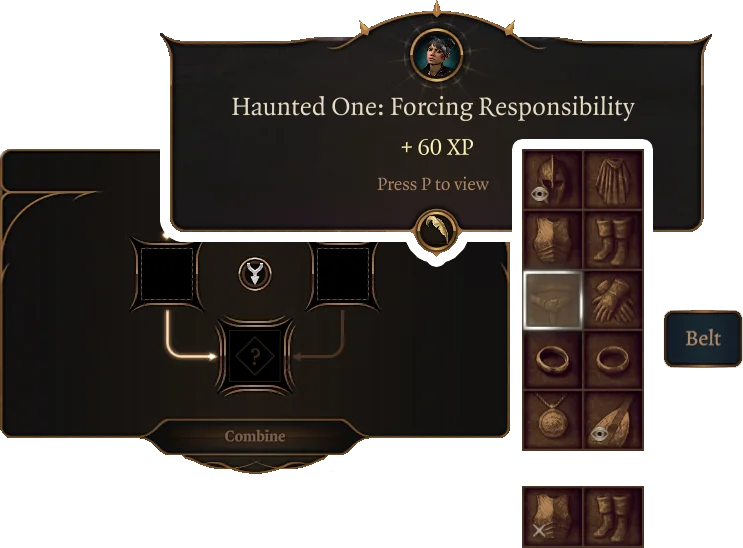 Haunted One: Forcing Responsibility
+ 60 XP
Press P to view
?
Belt
Combine